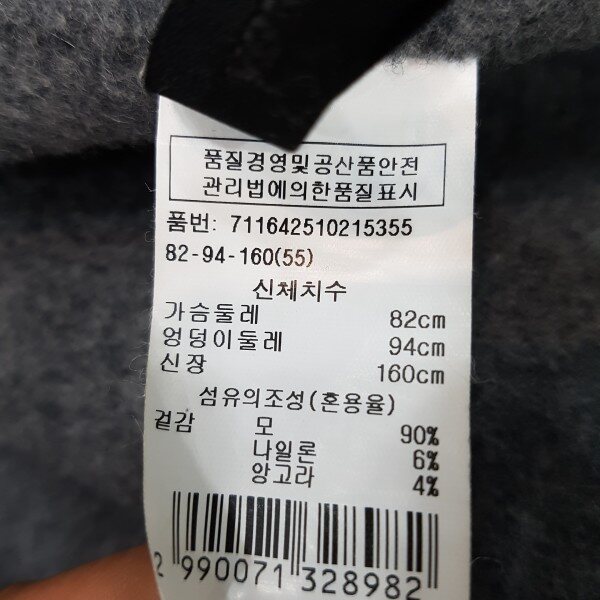 품질경영및공산품안전
관리법에의한품질표시
품번: 711642510215355
82-94-160(55)
신체치수
가슴둘레 82cm
엉덩이둘레 94cm
신장 160cm
섬유의조성(혼용율)
겉감 모 90%
나일론 6%
앙고라 4%
2 990071 328982